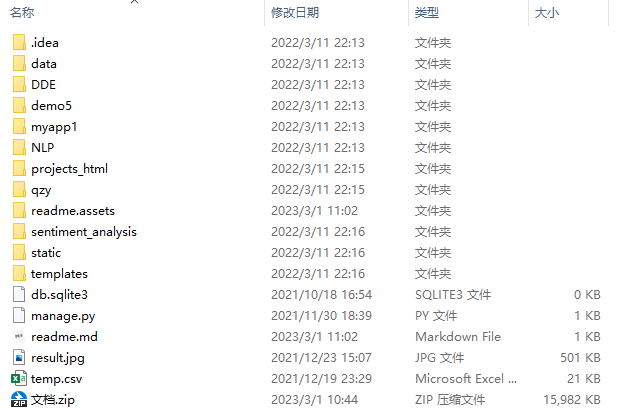 名称 修改日期 类型 大小
.idea 2022/3/11 22:13 文件夹
data 2022/3/11 22:13 文件夹
DDE 2022/3/11 22:13 文件夹
demo5 2022/3/11 22:13 文件夹
myapp1 2022/3/11 22:13 文件夹
NLP 2022/3/11 22:13 文件夹
projects_html 2022/3/11 22:15 文件夹
qzy 2022/3/11 22:15 文件夹
readme.assets 2023/3/1 11:02 文件夹
sentiment_analysis 2022/3/11 22:16 文件夹
static 2022/3/11 22:16 文件夹
templates 2022/3/11 22:16 文件夹
db.sqlite3 2021/10/18 16:54 SQLITE3 文件 0 KB
manage.py 2021/11/30 18:39 PY 文件 1 KB
readme.md 2023/3/1 11:02 Markdown File 1 KB
result.jpg 2021/12/23 15:07 JPG 文件 501 KB
temp.csv 2021/12/19 23:29 Microsoft Excel ... 21 KB
文档.zip 2023/3/1 10:44 ZIP 压缩文件 15,982 KB